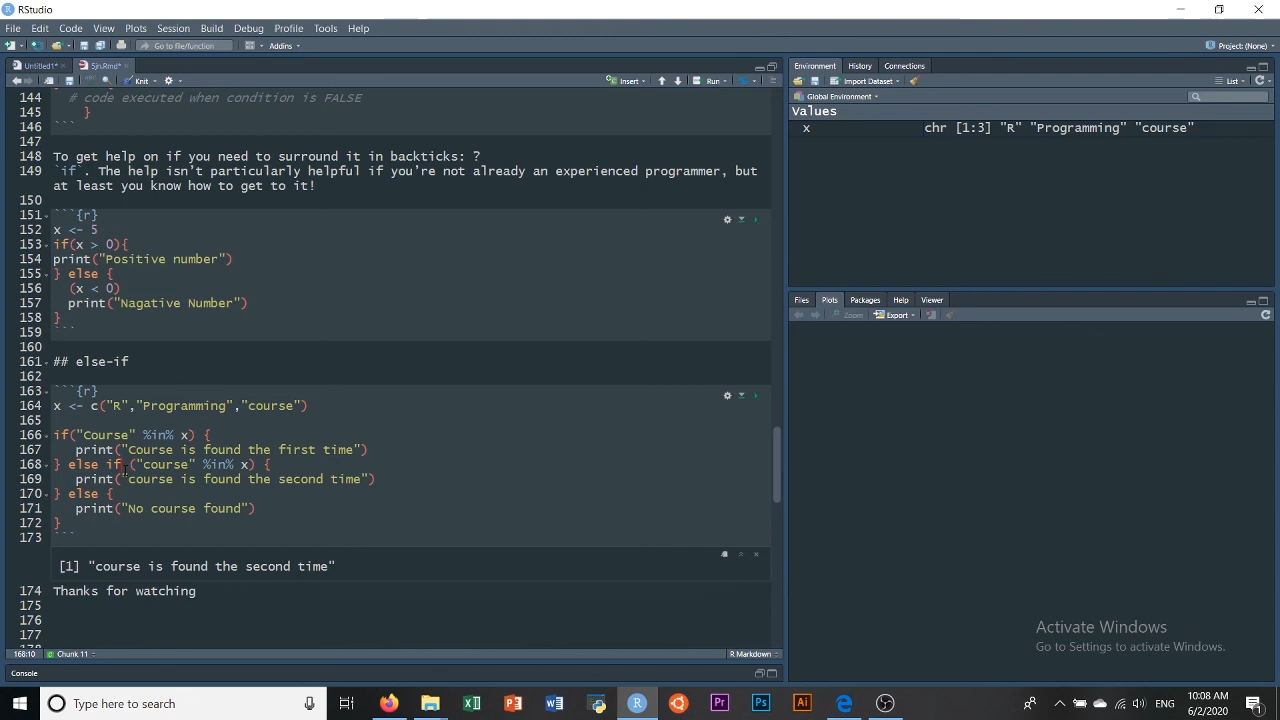 RStudio
File Edit Code View Plots Session Build Debug Profile Tools Help
Go to file/function Addins Project: (None)
Untitled1* 5jn.Rmd*
Knit Insert Run
144 # code executed when condition is FALSE
145 }
146 ```
147
148 To get help on if you need to surround it in backticks: ?
149 `if`. The help isn’t particularly helpful if you’re not already an experienced programmer, but
at least you know how to get to it!
150
151 ```{r}
152 x <- 5
153 if(x > 0){
154 print("Positive number")
155 } else {
156 (x < 0)
157 print("Nagative Number")
158 }
159 ```
160
161 ## else-if
162
163 ```{r}
164 x <- c("R","Programming","course")
165
166 if("Course" %in% x) {
167 print("Course is found the first time")
168 } else if ("course" %in% x) {
169 print("course is found the second time")
170 } else {
171 print("No course found")
172 }
173 ```
[1] "course is found the second time"
174 Thanks for watching
175
176
177
168:10 Chunk 11 R Markdown
Console
Environment History Connections
Import Dataset List
Global Environment
Values
x chr [1:3] "R" "Programming" "course"
Files Plots Packages Help Viewer
Zoom Export
Activate Windows
Go to Settings to activate Windows.
Type here to search
ENG
10:08 AM
6/2/2020